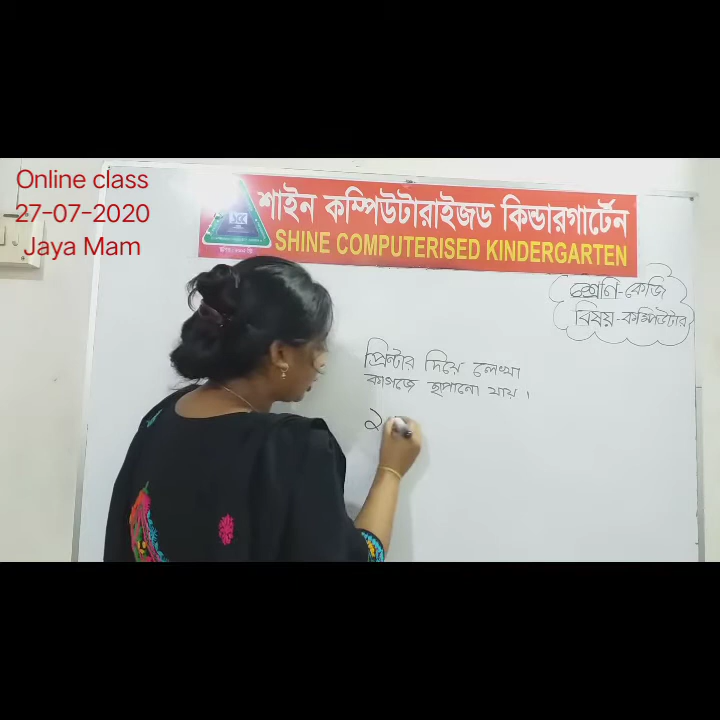 Online class
27-07-2020
Jaya Mam
শাইন কম্পিউটারাইজড কিন্ডারগার্টেন
SHINE COMPUTERISED KINDERGARTEN
শ্রেণি-কেজি
বিষয়-কম্পিউটার
প্রিন্টার দিয়ে লেখা
কাগজে ছাপানো যায়।
১